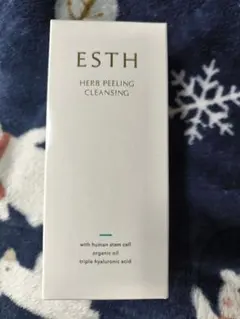 ESTH
HERB PEELING
CLEANSING
with human stem cell
organic oil
triple hyaluronic acid